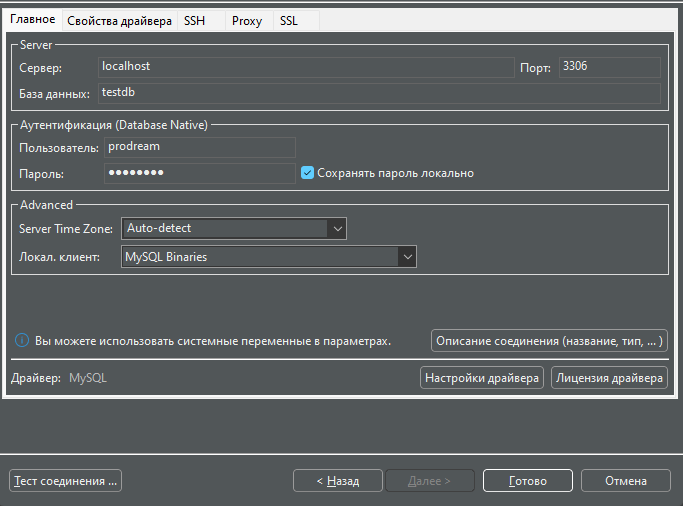 Главное Свойства драйвера SSH Proxy SSL
Server
Сервер: localhost Порт: 3306
База данных: testdb
Аутентификация (Database Native)
Пользователь: prodream
Пароль: ●●●●●●●● Сохранять пароль локально
Advanced
Server Time Zone: Auto-detect
Локал. клиент: MySQL Binaries
Вы можете использовать системные переменные в параметрах. Описание соединения (название, тип, ... )
Драйвер: MySQL Настройки драйвера Лицензия драйвера
Тест соединения ... < Назад Далее > Готово Отмена